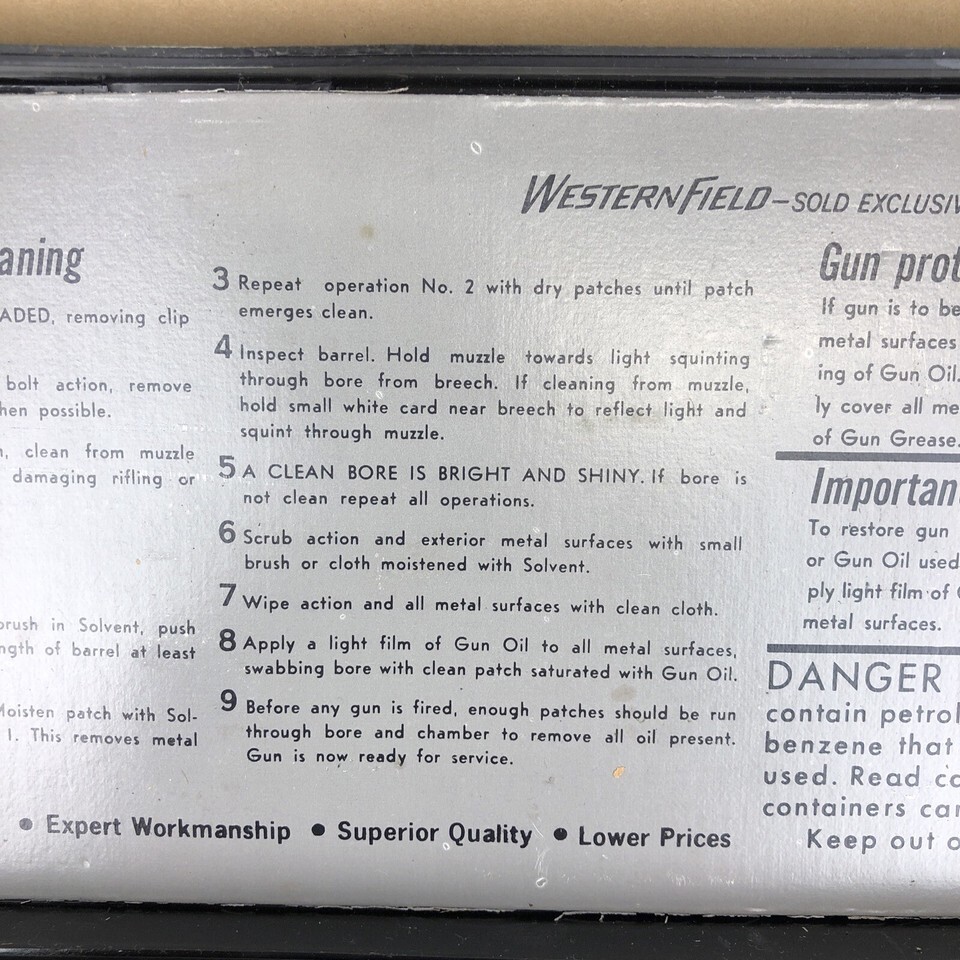 WESTERNFIELD – SOLD EXCLUSIV
aning
ADED, removing clip
bolt action, remove
hen possible.
, clean from muzzle
damaging rifling or
brush in Solvent, push
ngth of barrel at least
Moisten patch with Sol-
1. This removes metal
3 Repeat operation No. 2 with dry patches until patch
emerges clean.
4 Inspect barrel. Hold muzzle towards light squinting
through bore from breech. If cleaning from muzzle,
hold small white card near breech to reflect light and
squint through muzzle.
5 A CLEAN BORE IS BRIGHT AND SHINY. If bore is
not clean repeat all operations.
6 Scrub action and exterior metal surfaces with small
brush or cloth moistened with Solvent.
7 Wipe action and all metal surfaces with clean cloth.
8 Apply a light film of Gun Oil to all metal surfaces,
swabbing bore with clean patch saturated with Gun Oil.
9 Before any gun is fired, enough patches should be run
through bore and chamber to remove all oil present.
Gun is now ready for service.
Gun prot
If gun is to be
metal surfaces
ing of Gun Oil.
ly cover all me
of Gun Grease.
Importan
To restore gun
or Gun Oil used
ply light film of
metal surfaces.
DANGER
contain petrol
benzene that
used. Read ca
containers car
Keep out o
• Expert Workmanship • Superior Quality • Lower Prices